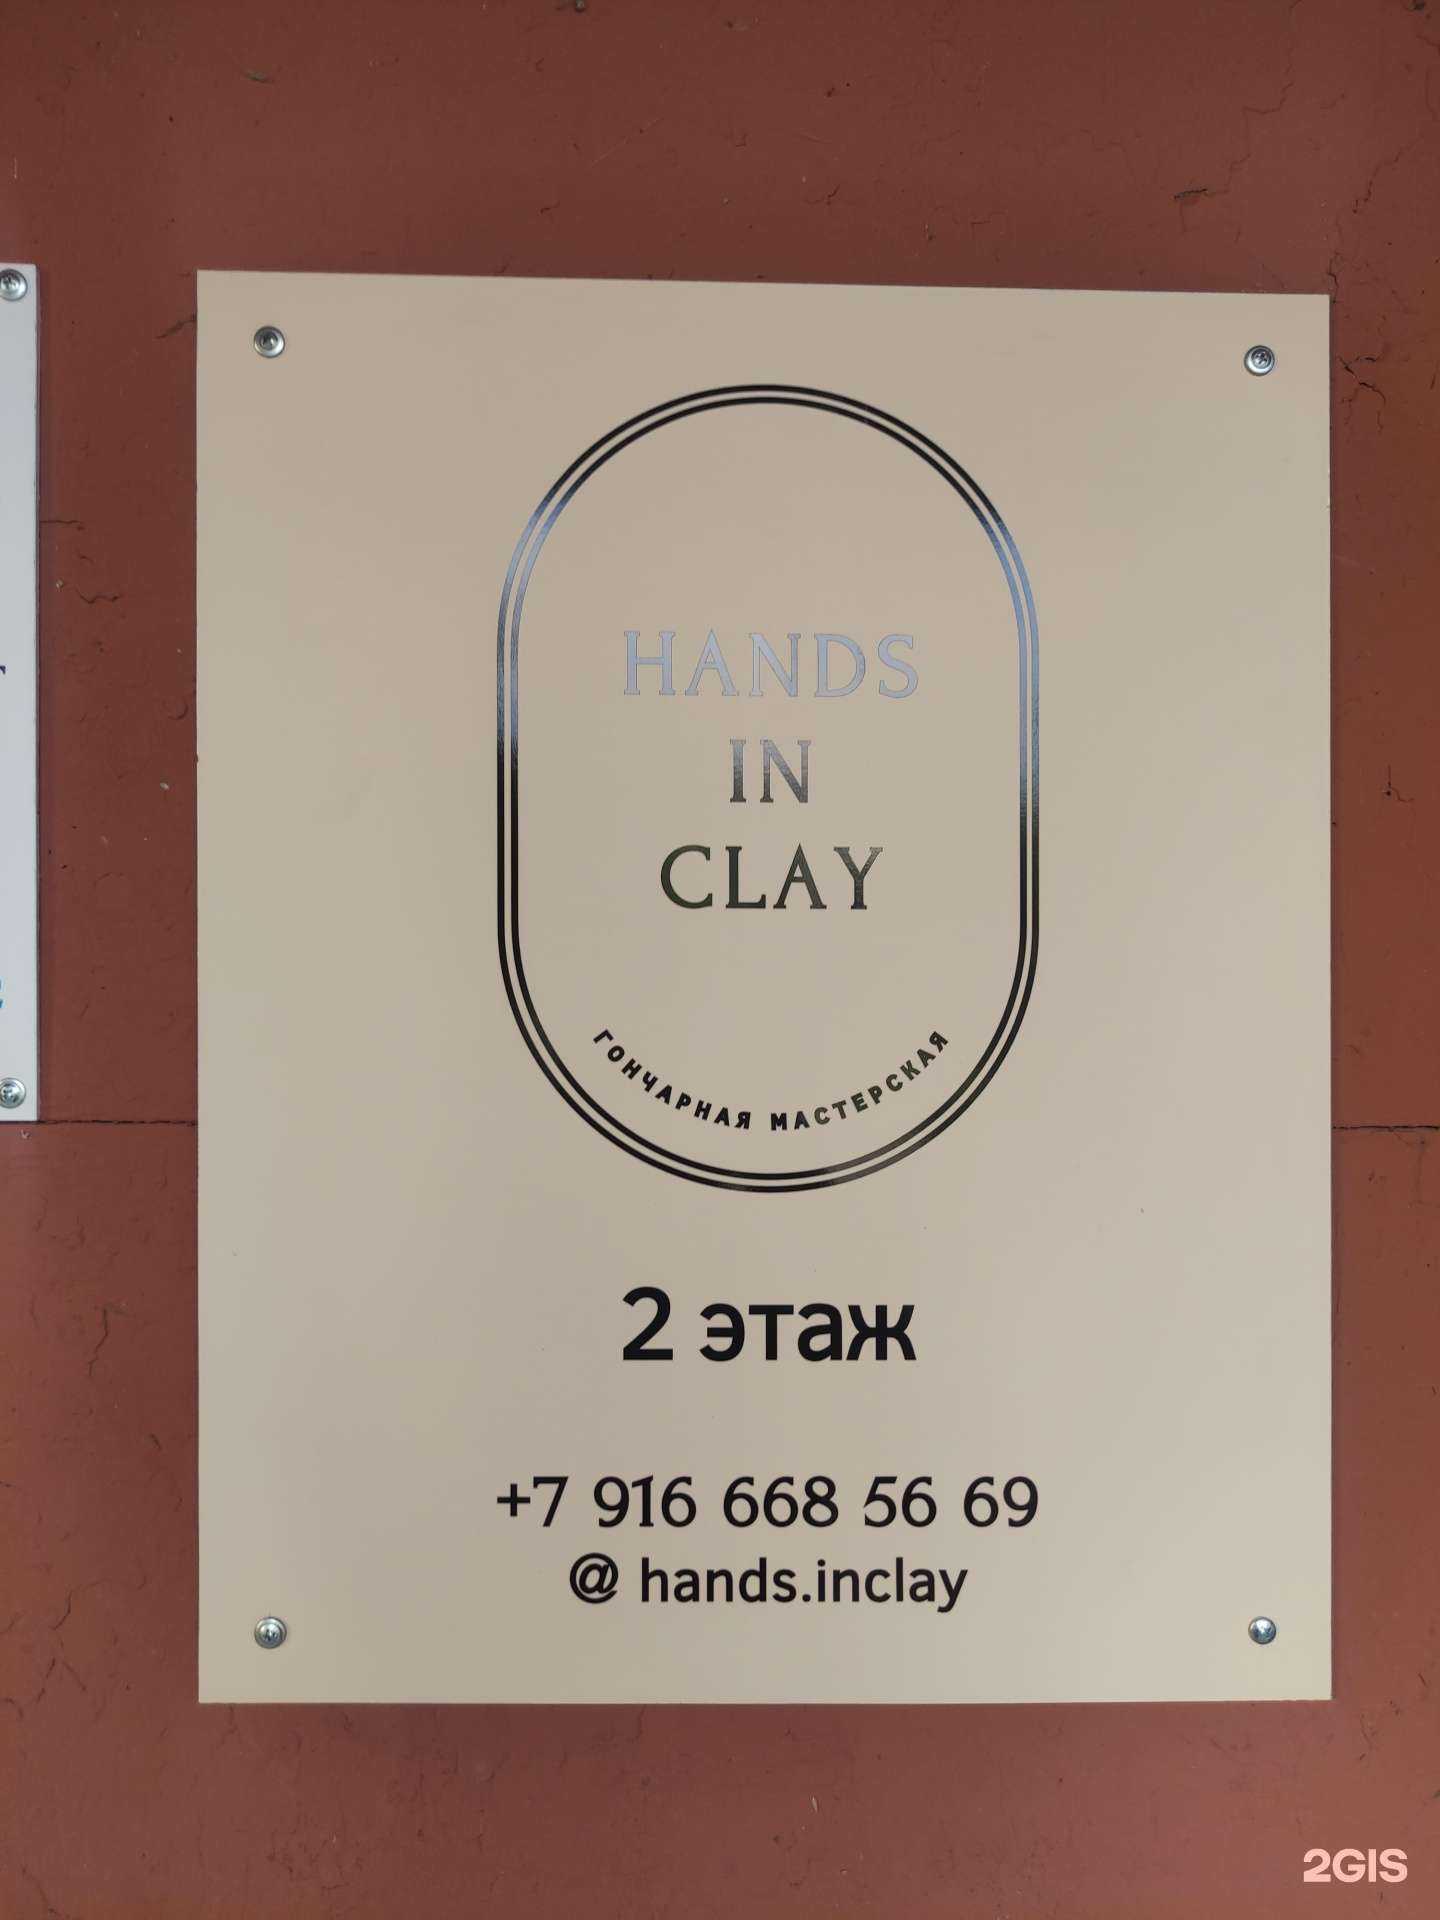 HANDS
IN
CLAY
ГОНЧАРНАЯ МАСТЕРСКАЯ
2 этаж
+7 916 668 56 69
@ hands.inclay
2GIS